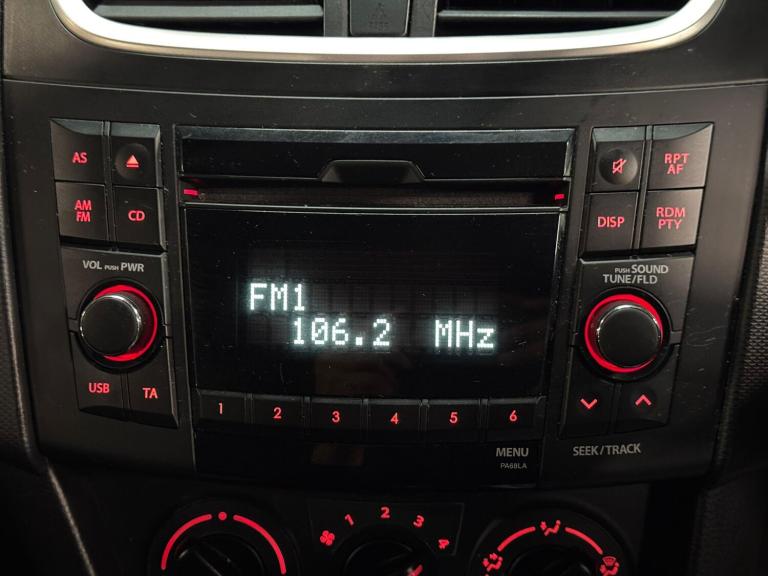 AS
AM
FM
CD
RPT
AF
DISP
RDM
PTY
VOL PUSH PWR
PUSH SOUND
TUNE/FLD
FM1
106.2 MHz
USB
TA
1 2 3 4 5 6
MENU
PA68LA
SEEK/TRACK
1 2 3 4